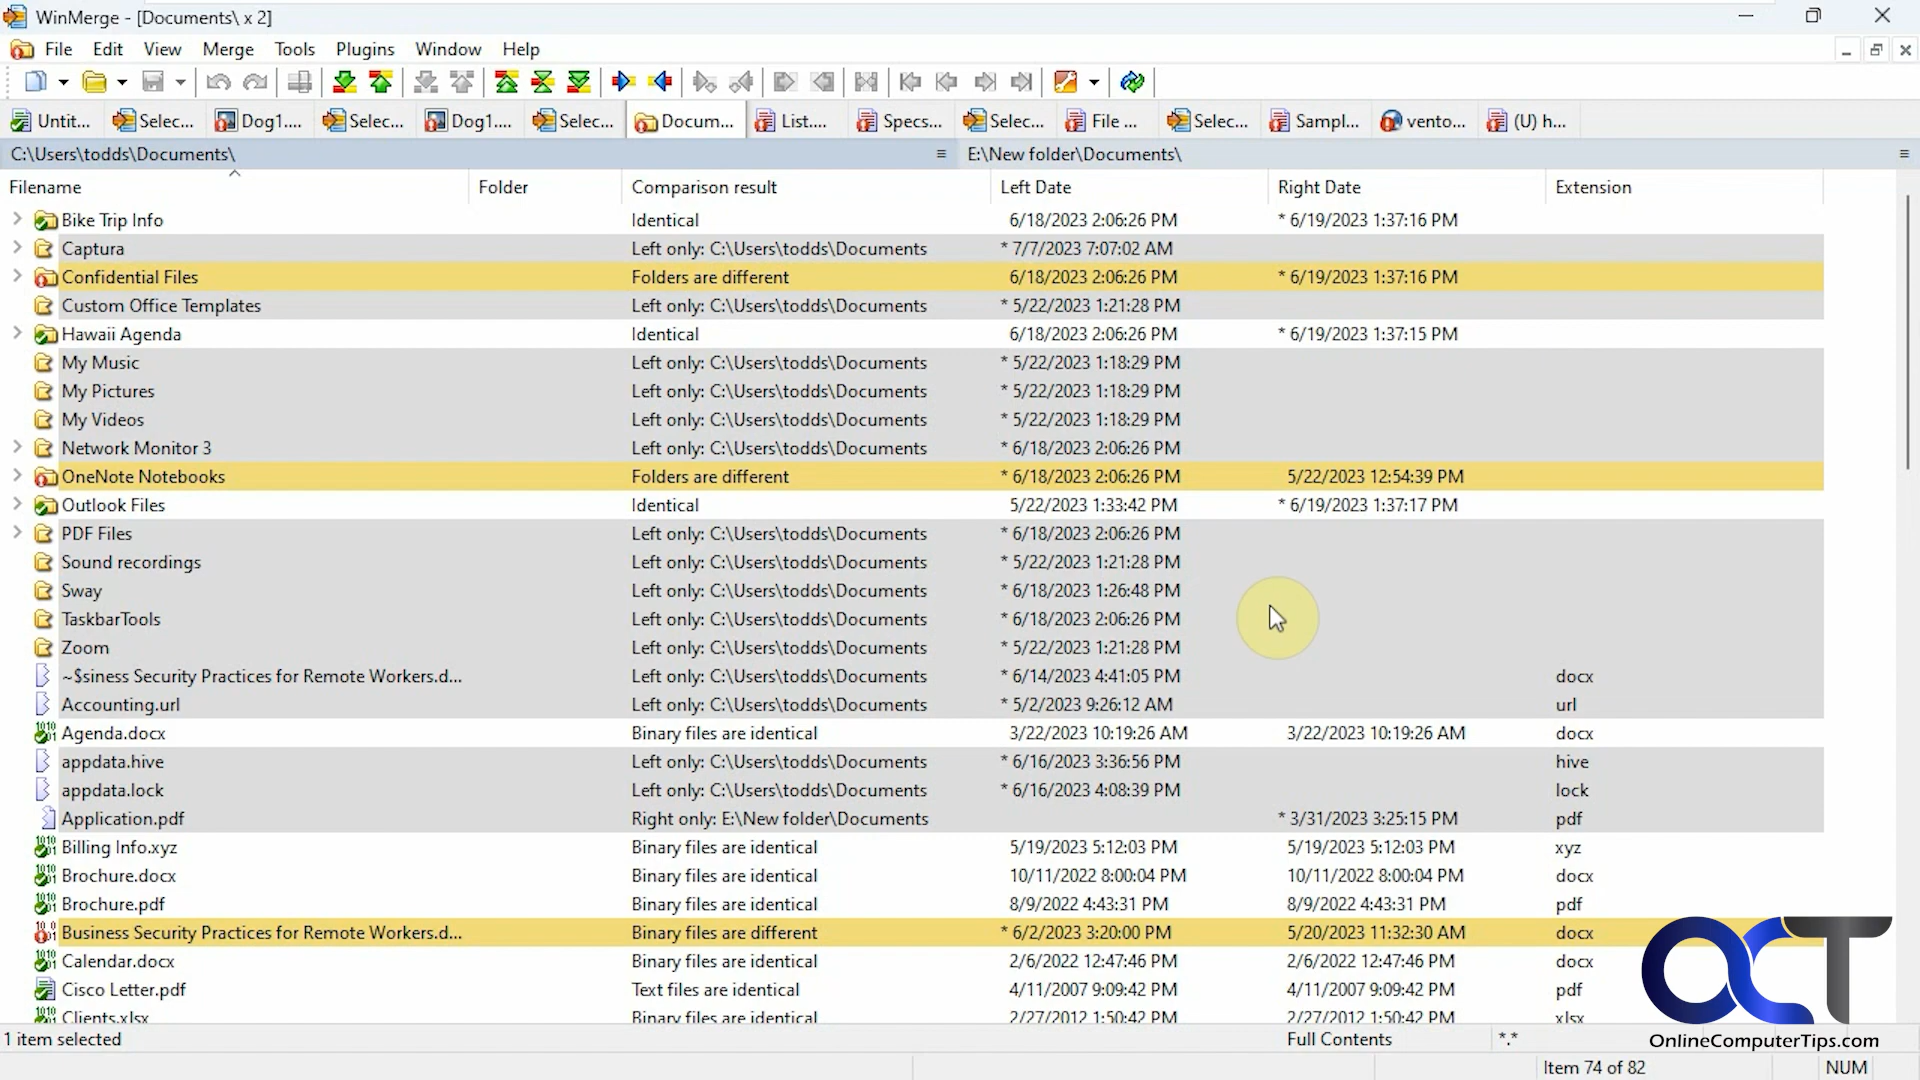 WinMerge - [Documents\ x 2]
File Edit View Merge Tools Plugins Window Help
Untit... Selec... Dog1.... Selec... Dog1.... Selec... Docum... List.... Specs... Selec... File ... Selec... Sampl... vento... (U) h...
C:\Users\todds\Documents\ E:\New folder\Documents\
Filename Folder Comparison result Left Date Right Date Extension
Bike Trip Info Identical 6/18/2023 2:06:26 PM * 6/19/2023 1:37:16 PM
Captura Left only: C:\Users\todds\Documents * 7/7/2023 7:07:02 AM
Confidential Files Folders are different 6/18/2023 2:06:26 PM * 6/19/2023 1:37:16 PM
Custom Office Templates Left only: C:\Users\todds\Documents * 5/22/2023 1:21:28 PM
Hawaii Agenda Identical 6/18/2023 2:06:26 PM * 6/19/2023 1:37:15 PM
My Music Left only: C:\Users\todds\Documents * 5/22/2023 1:18:29 PM
My Pictures Left only: C:\Users\todds\Documents * 5/22/2023 1:18:29 PM
My Videos Left only: C:\Users\todds\Documents * 5/22/2023 1:18:29 PM
Network Monitor 3 Left only: C:\Users\todds\Documents * 6/18/2023 2:06:26 PM
OneNote Notebooks Folders are different * 6/18/2023 2:06:26 PM 5/22/2023 12:54:39 PM
Outlook Files Identical 5/22/2023 1:33:42 PM * 6/19/2023 1:37:17 PM
PDF Files Left only: C:\Users\todds\Documents * 6/18/2023 2:06:26 PM
Sound recordings Left only: C:\Users\todds\Documents * 5/22/2023 1:21:28 PM
Sway Left only: C:\Users\todds\Documents * 6/18/2023 1:26:48 PM
TaskbarTools Left only: C:\Users\todds\Documents * 6/18/2023 2:06:26 PM
Zoom Left only: C:\Users\todds\Documents * 5/22/2023 1:21:28 PM
~$siness Security Practices for Remote Workers.d... Left only: C:\Users\todds\Documents * 6/14/2023 4:41:05 PM docx
Accounting.url Left only: C:\Users\todds\Documents * 5/2/2023 9:26:12 AM url
Agenda.docx Binary files are identical 3/22/2023 10:19:26 AM 3/22/2023 10:19:26 AM docx
appdata.hive Left only: C:\Users\todds\Documents * 6/16/2023 3:36:56 PM hive
appdata.lock Left only: C:\Users\todds\Documents * 6/16/2023 4:08:39 PM lock
Application.pdf Right only: E:\New folder\Documents * 3/31/2023 3:25:15 PM pdf
Billing Info.xyz Binary files are identical 5/19/2023 5:12:03 PM 5/19/2023 5:12:03 PM xyz
Brochure.docx Binary files are identical 10/11/2022 8:00:04 PM 10/11/2022 8:00:04 PM docx
Brochure.pdf Binary files are identical 8/9/2022 4:43:31 PM 8/9/2022 4:43:31 PM pdf
Business Security Practices for Remote Workers.d... Binary files are different * 6/2/2023 3:20:00 PM 5/20/2023 11:32:30 AM docx
Calendar.docx Binary files are identical 2/6/2022 12:47:46 PM 2/6/2022 12:47:46 PM docx
Cisco Letter.pdf Text files are identical 4/11/2007 9:09:42 PM 4/11/2007 9:09:42 PM pdf
Clients.xlsx Binary files are identical 2/27/2012 1:50:42 PM 2/27/2012 1:50:42 PM xlsx
OCT
OnlineComputerTips.com
1 item selected Full Contents *.*
Item 74 of 82 NUM